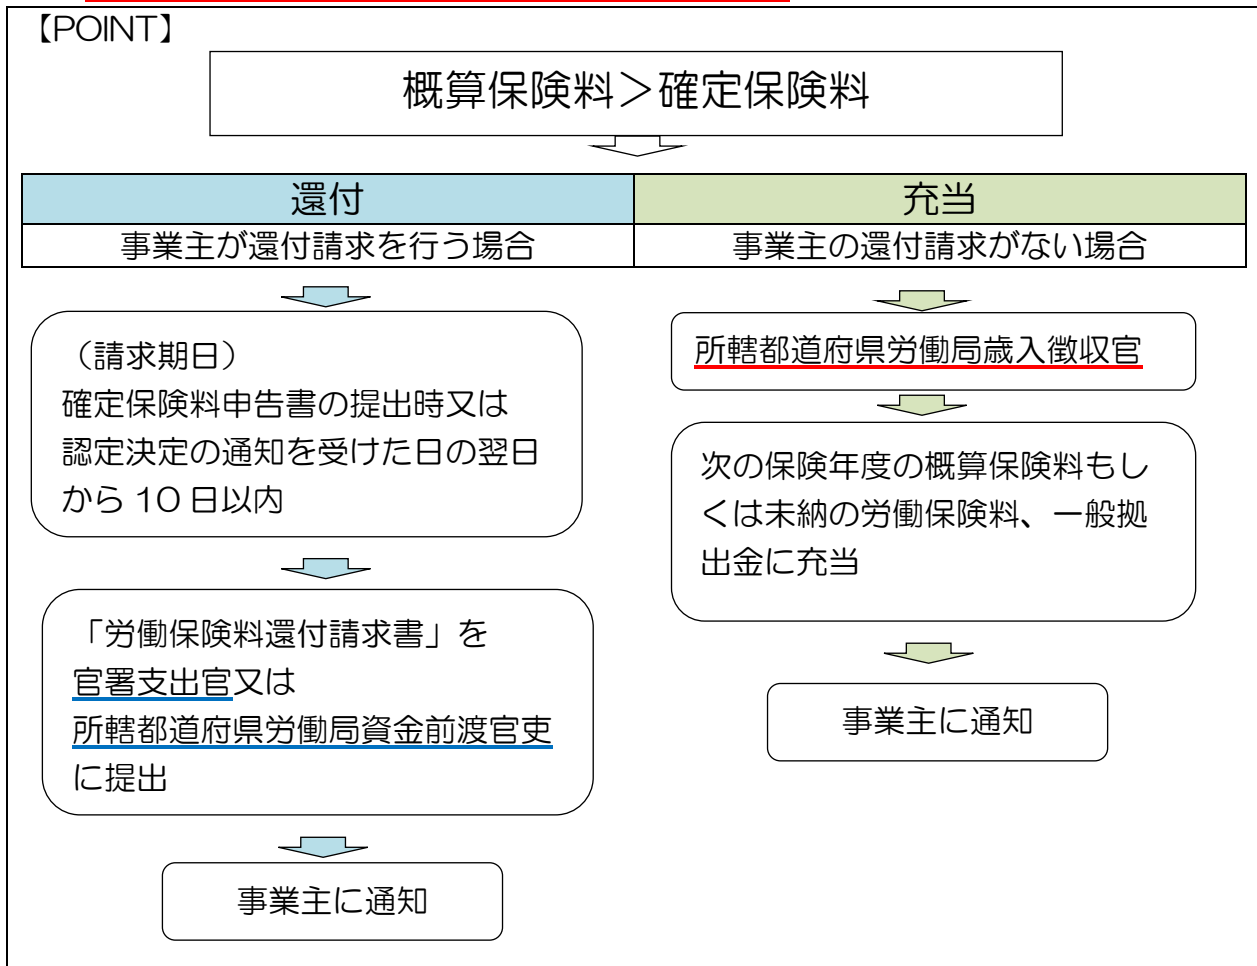 【POINT】
概算保険料＞確定保険料
還付
事業主が還付請求を行う場合
（請求期日）
確定保険料申告書の提出時又は
認定決定の通知を受けた日の翌日
から 10 日以内
「労働保険料還付請求書」を
官署支出官又は
所轄都道府県労働局資金前渡官吏
に提出
事業主に通知
充当
事業主の還付請求がない場合
所轄都道府県労働局歳入徴収官
次の保険年度の概算保険料もし
くは未納の労働保険料、一般拠
出金に充当
事業主に通知